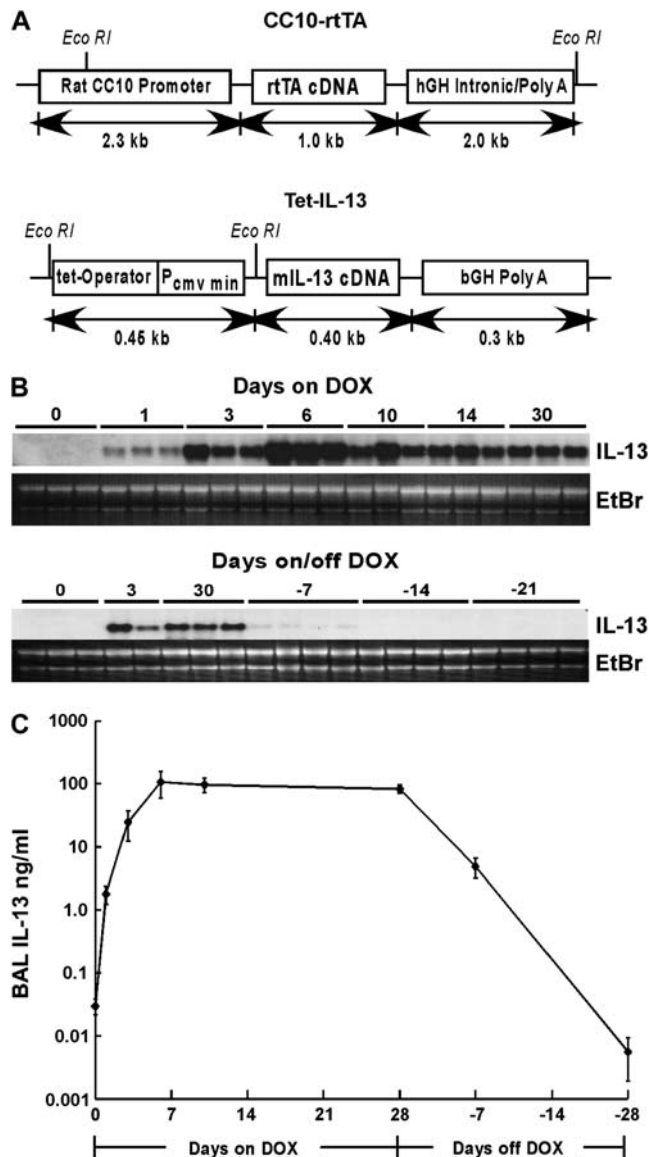 A
CC10-rtTA
Eco RI
Eco RI
Rat CC10 Promoter
rtTA cDNA
hGH Intronic/Poly A
2.3 kb
1.0 kb
2.0 kb
Tet-IL-13
Eco RI
Eco RI
tet-Operator
Pcmv min
mIL-13 cDNA
bGH Poly A
0.45 kb
0.40 kb
0.3 kb
B
Days on DOX
0 1 3 6 10 14 30
IL-13
EtBr
Days on/off DOX
0 3 30 -7 -14 -21
IL-13
EtBr
C
1000
100
10
1.0
0.1
0.01
0.001
BAL IL-13 ng/ml
0 7 14 21 28 -7 -14 -28
Days on DOX
Days off DOX